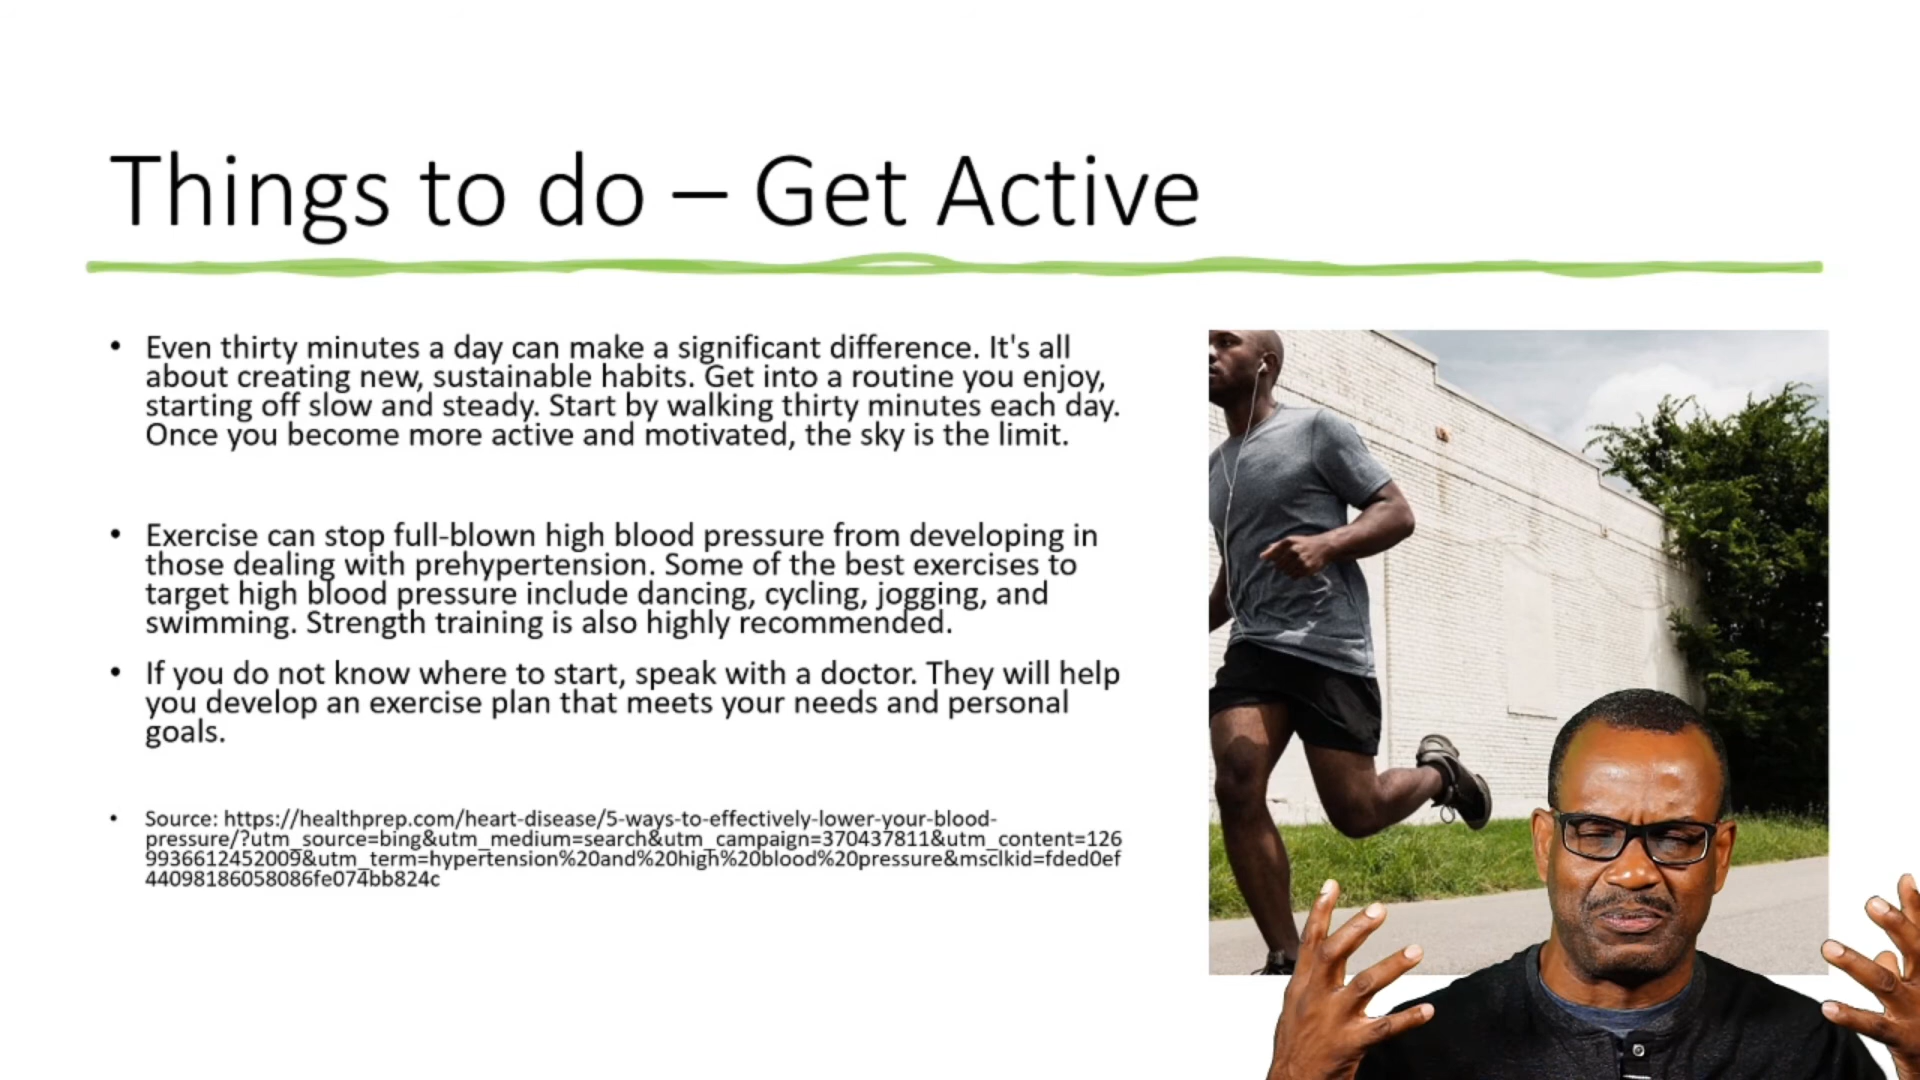 Things to do – Get Active
• Even thirty minutes a day can make a significant difference. It's all
about creating new, sustainable habits. Get into a routine you enjoy,
starting off slow and steady. Start by walking thirty minutes each day.
Once you become more active and motivated, the sky is the limit.
• Exercise can stop full-blown high blood pressure from developing in
those dealing with prehypertension. Some of the best exercises to
target high blood pressure include dancing, cycling, jogging, and
swimming. Strength training is also highly recommended.
• If you do not know where to start, speak with a doctor. They will help
you develop an exercise plan that meets your needs and personal
goals.
• Source: https://healthprep.com/heart-disease/5-ways-to-effectively-lower-your-blood-
pressure/?utm_source=bing&utm_medium=search&utm_campaign=370437811&utm_content=126
9936612452009&utm_term=hypertension%20and%20high%20blood%20pressure&msclkid=fded0ef
44098186058086fe074bb824c